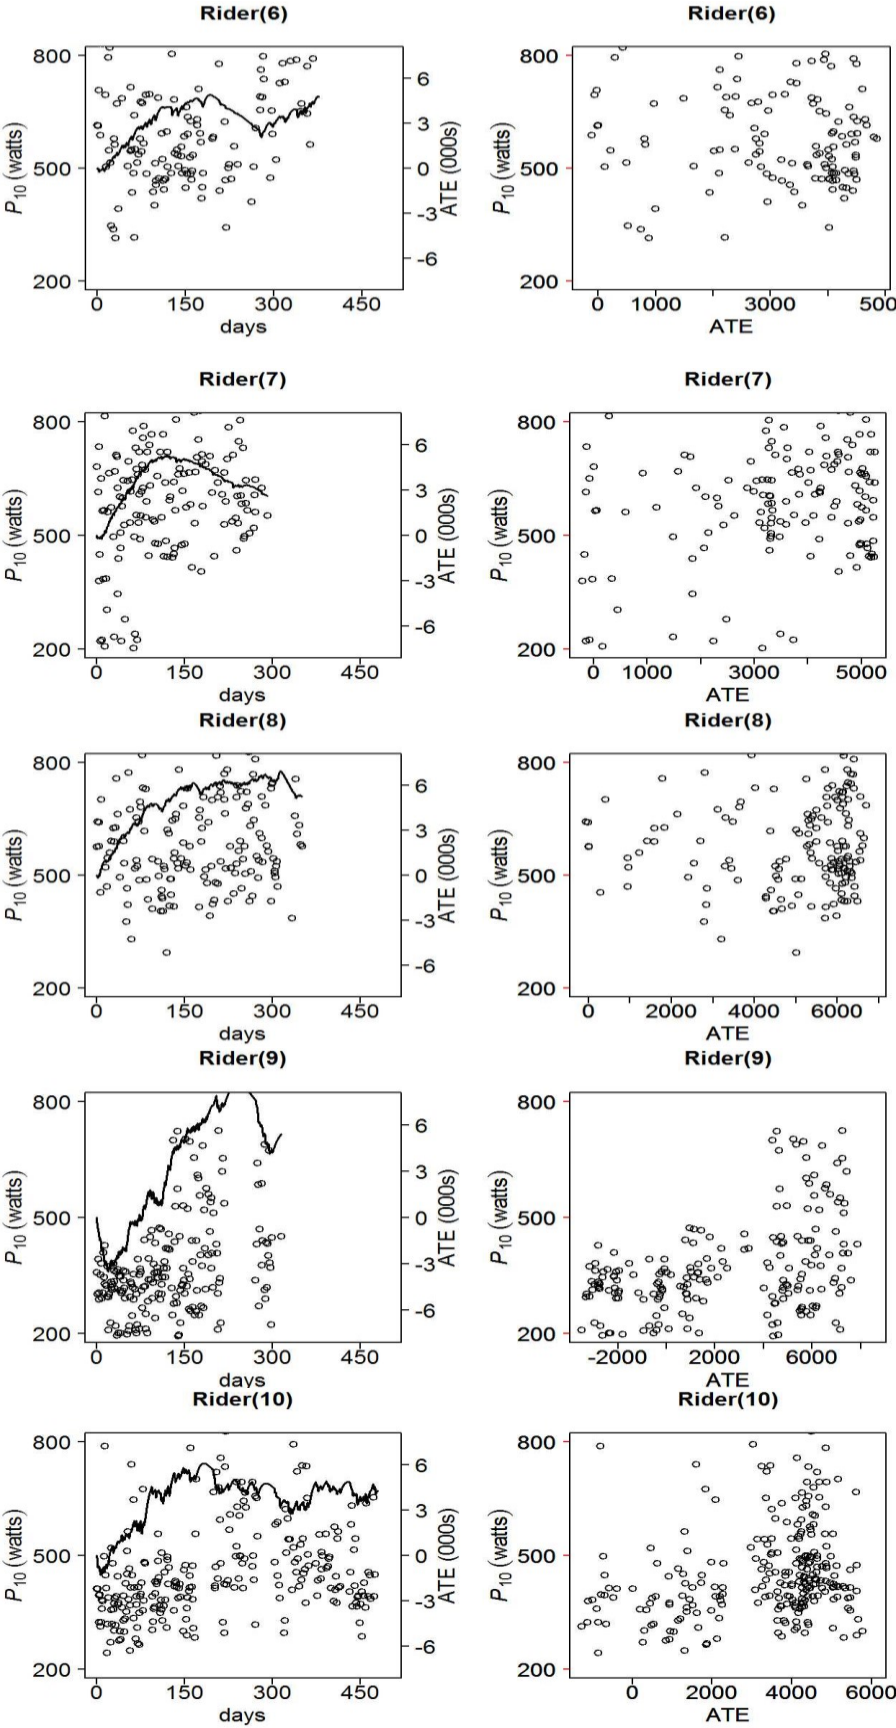 Rider(6) Rider(6)
800 6 800
3
P10 (watts) 500 0 ATE (000s) P10 (watts) 500
-3
200 -6 200
0 150 300 450 0 1000 3000 500
days ATE
Rider(7) Rider(7)
800 6 800
3
P10 (watts) 500 0 ATE (000s) P10 (watts) 500
-3
200 -6 200
0 150 300 450 0 1000 3000 5000
days ATE
Rider(8) Rider(8)
800 6 800
3
P10 (watts) 500 0 ATE (000s) P10 (watts) 500
-3
200 -6 200
0 150 300 450 0 2000 4000 6000
days ATE
Rider(9) Rider(9)
800 6 800
3
P10 (watts) 500 0 ATE (000s) P10 (watts) 500
-3
200 -6 200
0 150 300 450 -2000 2000 6000
days ATE
Rider(10) Rider(10)
800 6 800
3
P10 (watts) 500 0 ATE (000s) P10 (watts) 500
-3
200 -6 200
0 150 300 450 0 2000 4000 6000
days ATE